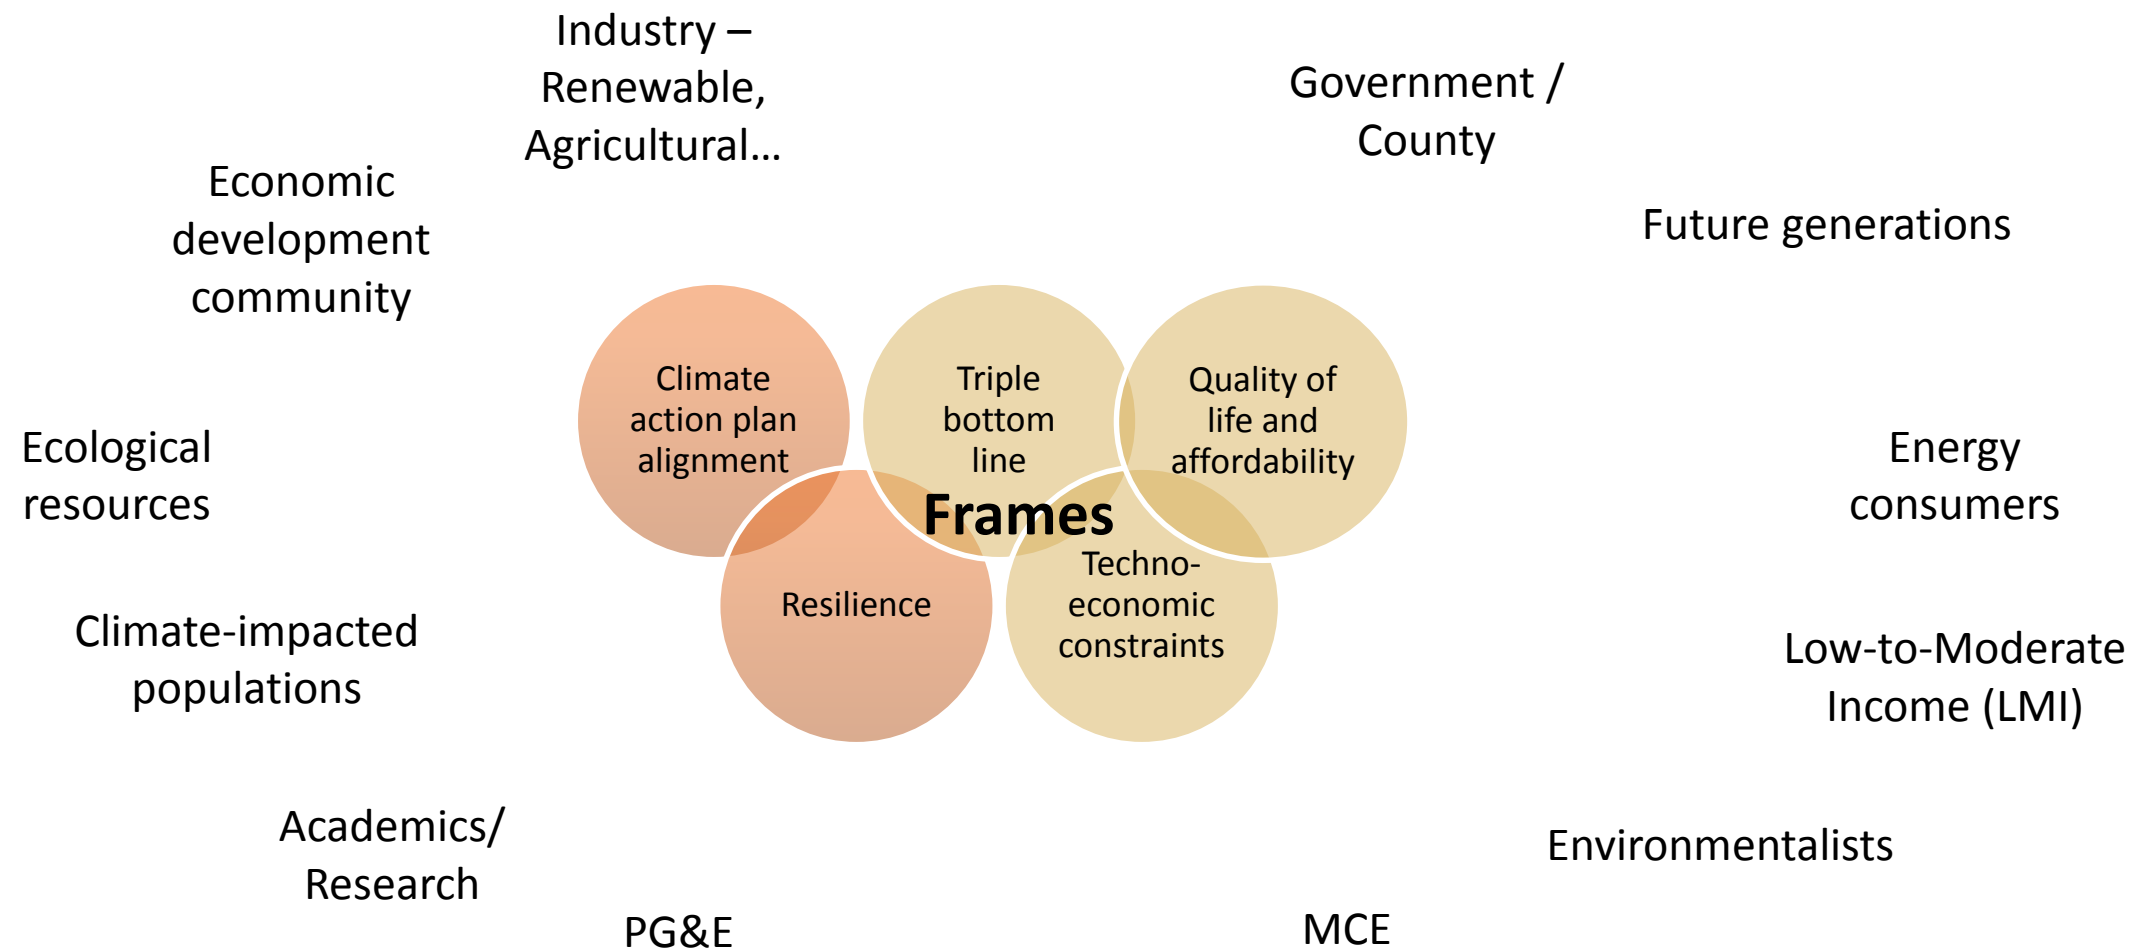 Industry –
Renewable,
Agricultural...
Government /
County
Economic
development
community
Future generations
Climate
action plan
alignment
Triple
bottom
line
Quality of
life and
affordability
Ecological
resources
Energy
consumers
Frames
Resilience
Techno-
economic
constraints
Climate-impacted
populations
Low-to-Moderate
Income (LMI)
Academics/
Research
Environmentalists
PG&E
MCE